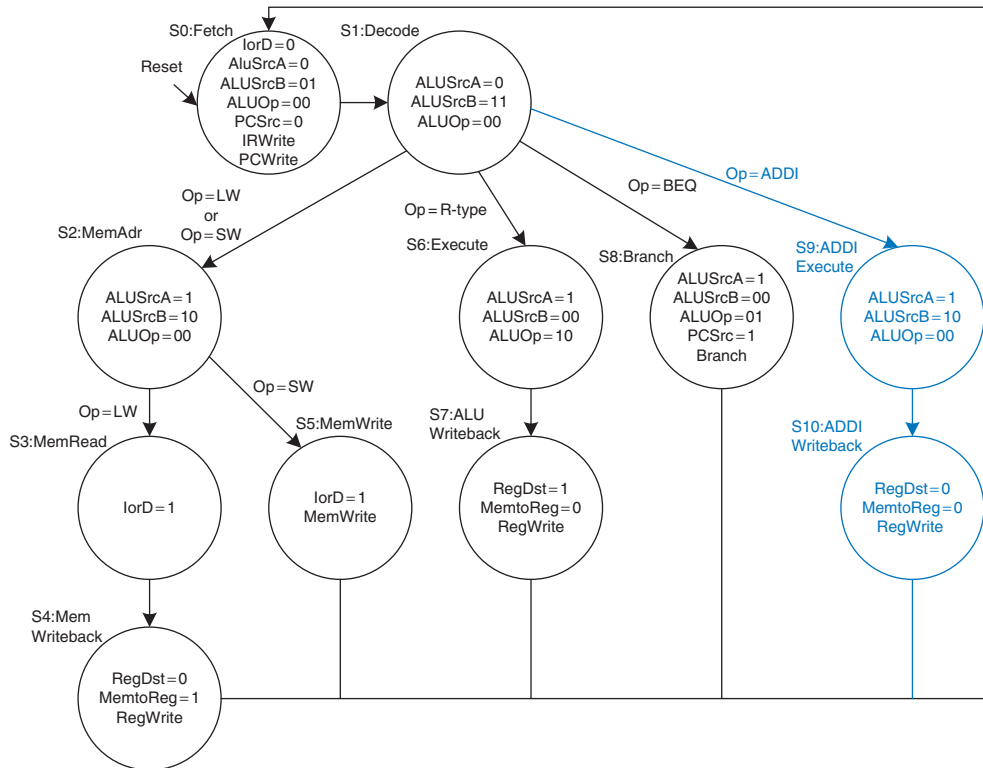 S0:Fetch
IorD=0
AluSrcA=0
ALUSrcB=01
ALUOp=00
PCSrc=0
IRWrite
PCWrite
Reset
S1:Decode
ALUSrcA=0
ALUSrcB=11
ALUOp=00
Op=LW
or
Op=SW
Op=R-type
Op=BEQ
Op=ADDI
S2:MemAdr
ALUSrcA=1
ALUSrcB=10
ALUOp=00
S6:Execute
ALUSrcA=1
ALUSrcB=00
ALUOp=10
S8:Branch
ALUSrcA=1
ALUSrcB=00
ALUOp=01
PCSrc=1
Branch
S9:ADDI
Execute
ALUSrcA=1
ALUSrcB=10
ALUOp=00
Op=LW
Op=SW
S3:MemRead
IorD=1
S5:MemWrite
IorD=1
MemWrite
S7:ALU
Writeback
RegDst=1
MemtoReg=0
RegWrite
S10:ADDI
Writeback
RegDst=0
MemtoReg=0
RegWrite
S4:Mem
Writeback
RegDst=0
MemtoReg=1
RegWrite